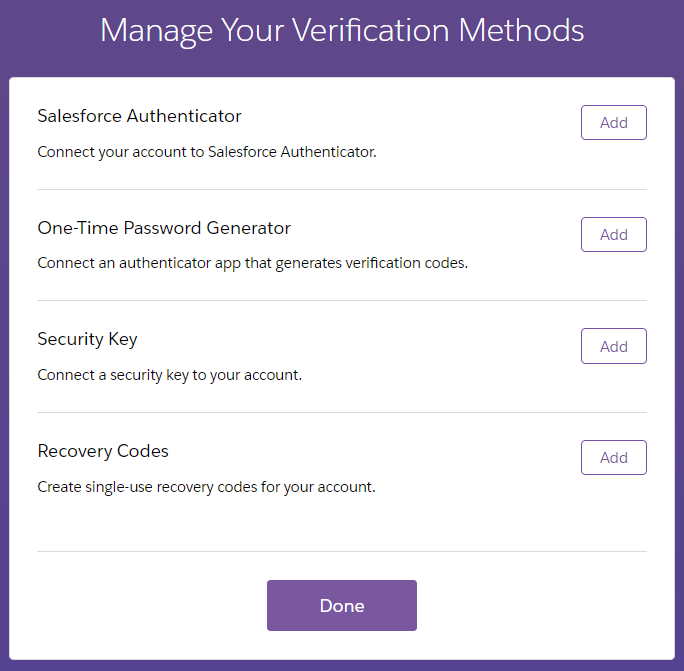 Manage Your Verification Methods
Salesforce Authenticator
Add
Connect your account to Salesforce Authenticator.
One-Time Password Generator
Add
Connect an authenticator app that generates verification codes.
Security Key
Add
Connect a security key to your account.
Recovery Codes
Add
Create single-use recovery codes for your account.
Done